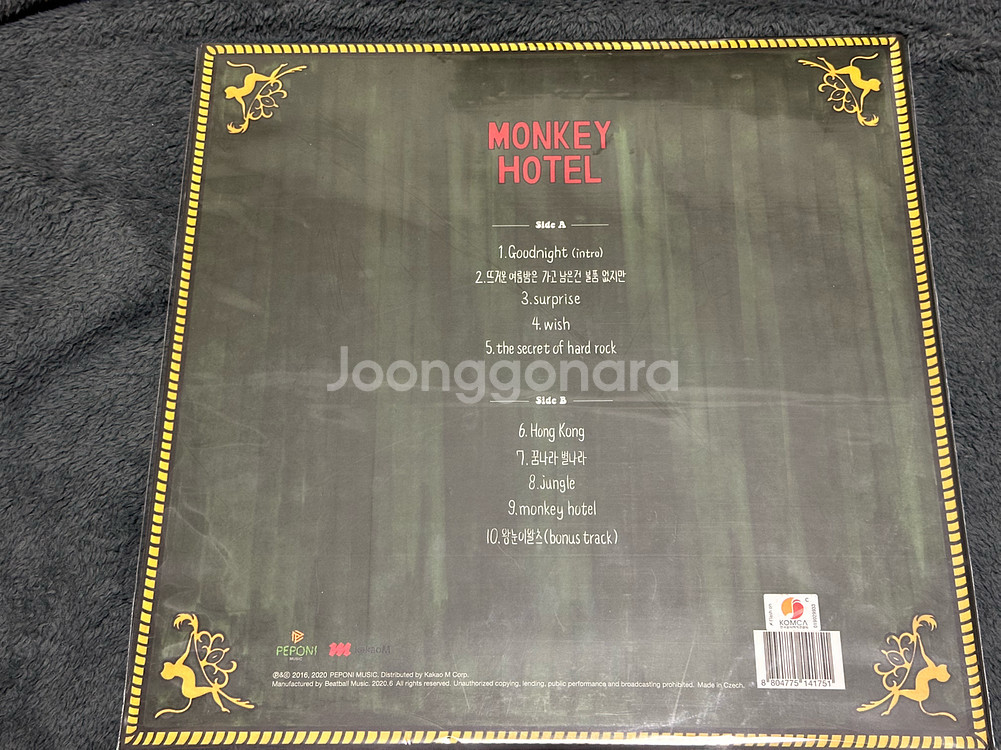 MONKEY
HOTEL
Side A
1. Goodnight (intro)
2. 뜨거운 여름밤은 가고 남은건 볼품 없지만
3. surprise
4. wish
5. the secret of hard rock
Joonggonara
Side B
6. Hong Kong
7. 꿈나라 별나라
8. jungle
9. monkey hotel
10. 왕눈이왈츠 (bonus track)
KOMCA
PEPONI
MUSIC
kakaoM
℗&© 2016, 2020 PEPONI MUSIC. Distributed by Kakao M Corp.
Manufactured by Beatball Music. 2020.6 All rights reserved. Unauthorized copying, lending, public performance and broadcasting prohibited. Made in Czech.
8 804775 141751